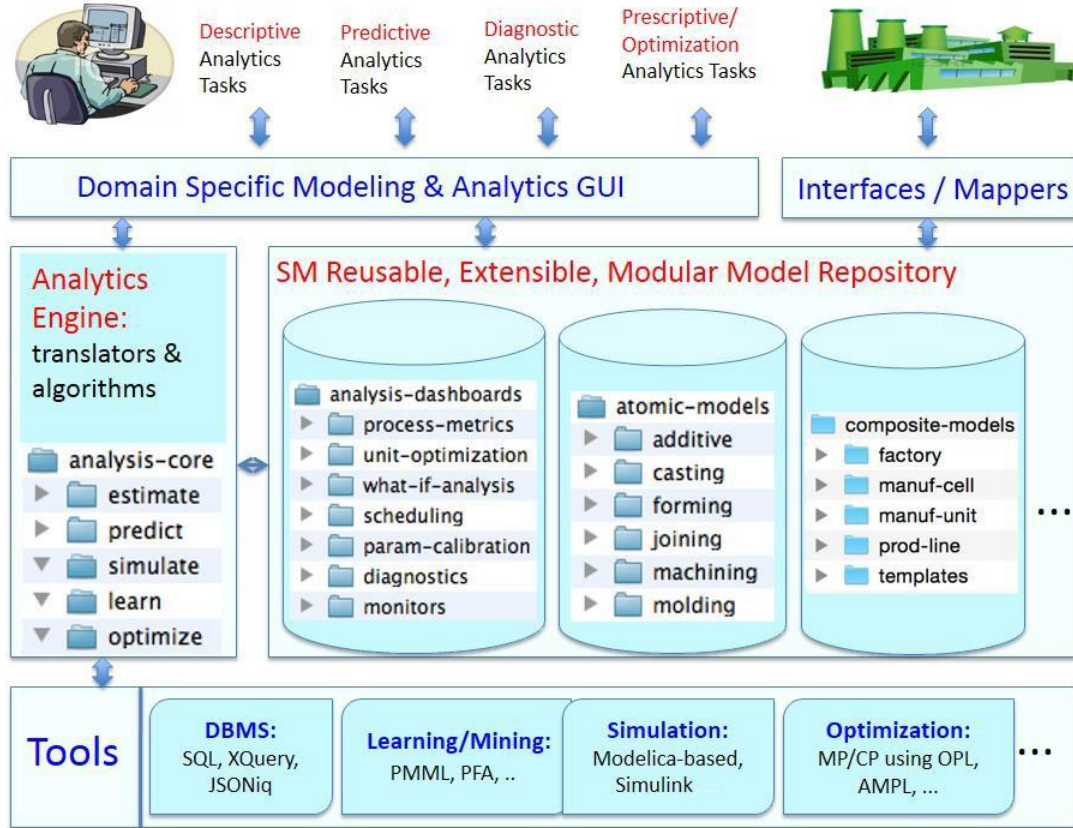 Descriptive
Analytics
Tasks
Predictive
Analytics
Tasks
Diagnostic
Analytics
Tasks
Prescriptive/
Optimization
Analytics Tasks
Domain Specific Modeling & Analytics GUI
Interfaces / Mappers
Analytics
Engine:
translators &
algorithms
analysis-core
estimate
predict
simulate
learn
optimize
SM Reusable, Extensible, Modular Model Repository
analysis-dashboards
process-metrics
unit-optimization
what-if-analysis
scheduling
param-calibration
diagnostics
monitors
atomic-models
additive
casting
forming
joining
machining
molding
composite-models
factory
manuf-cell
manuf-unit
prod-line
templates
...
Tools
DBMS:
SQL, XQuery,
JSONiq
Learning/Mining:
PMML, PFA, ..
Simulation:
Modelica-based,
Simulink
Optimization:
MP/CP using OPL,
AMPL, ...
...